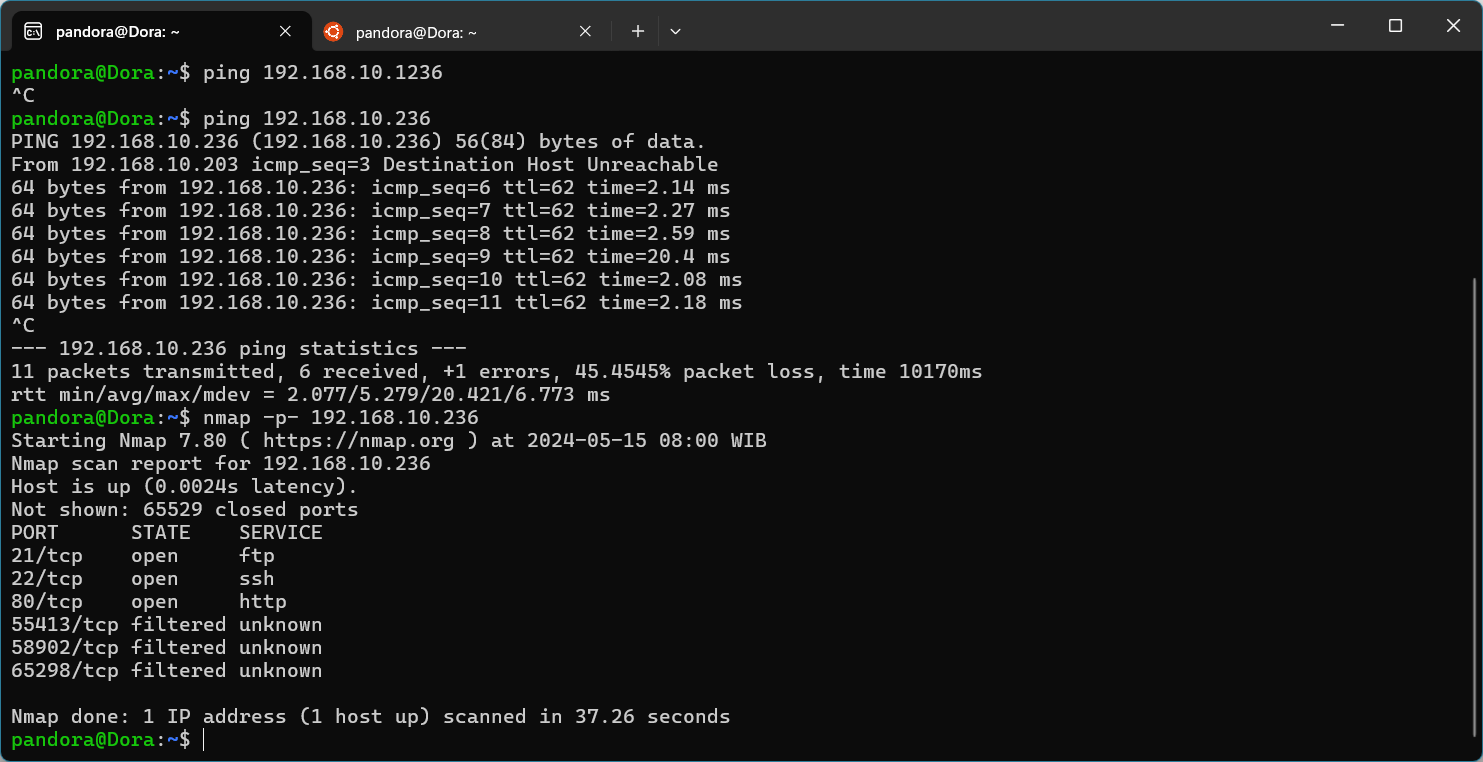 pandora@Dora: ~
pandora@Dora: ~
pandora@Dora:~$ ping 192.168.10.1236
^C
pandora@Dora:~$ ping 192.168.10.236
PING 192.168.10.236 (192.168.10.236) 56(84) bytes of data.
From 192.168.10.203 icmp_seq=3 Destination Host Unreachable
64 bytes from 192.168.10.236: icmp_seq=6 ttl=62 time=2.14 ms
64 bytes from 192.168.10.236: icmp_seq=7 ttl=62 time=2.27 ms
64 bytes from 192.168.10.236: icmp_seq=8 ttl=62 time=2.59 ms
64 bytes from 192.168.10.236: icmp_seq=9 ttl=62 time=20.4 ms
64 bytes from 192.168.10.236: icmp_seq=10 ttl=62 time=2.08 ms
64 bytes from 192.168.10.236: icmp_seq=11 ttl=62 time=2.18 ms
^C
--- 192.168.10.236 ping statistics ---
11 packets transmitted, 6 received, +1 errors, 45.4545% packet loss, time 10170ms
rtt min/avg/max/mdev = 2.077/5.279/20.421/6.773 ms
pandora@Dora:~$ nmap -p- 192.168.10.236
Starting Nmap 7.80 ( https://nmap.org ) at 2024-05-15 08:00 WIB
Nmap scan report for 192.168.10.236
Host is up (0.0024s latency).
Not shown: 65529 closed ports
PORT      STATE    SERVICE
21/tcp    open     ftp
22/tcp    open     ssh
80/tcp    open     http
55413/tcp filtered unknown
58902/tcp filtered unknown
65298/tcp filtered unknown
Nmap done: 1 IP address (1 host up) scanned in 37.26 seconds
pandora@Dora:~$